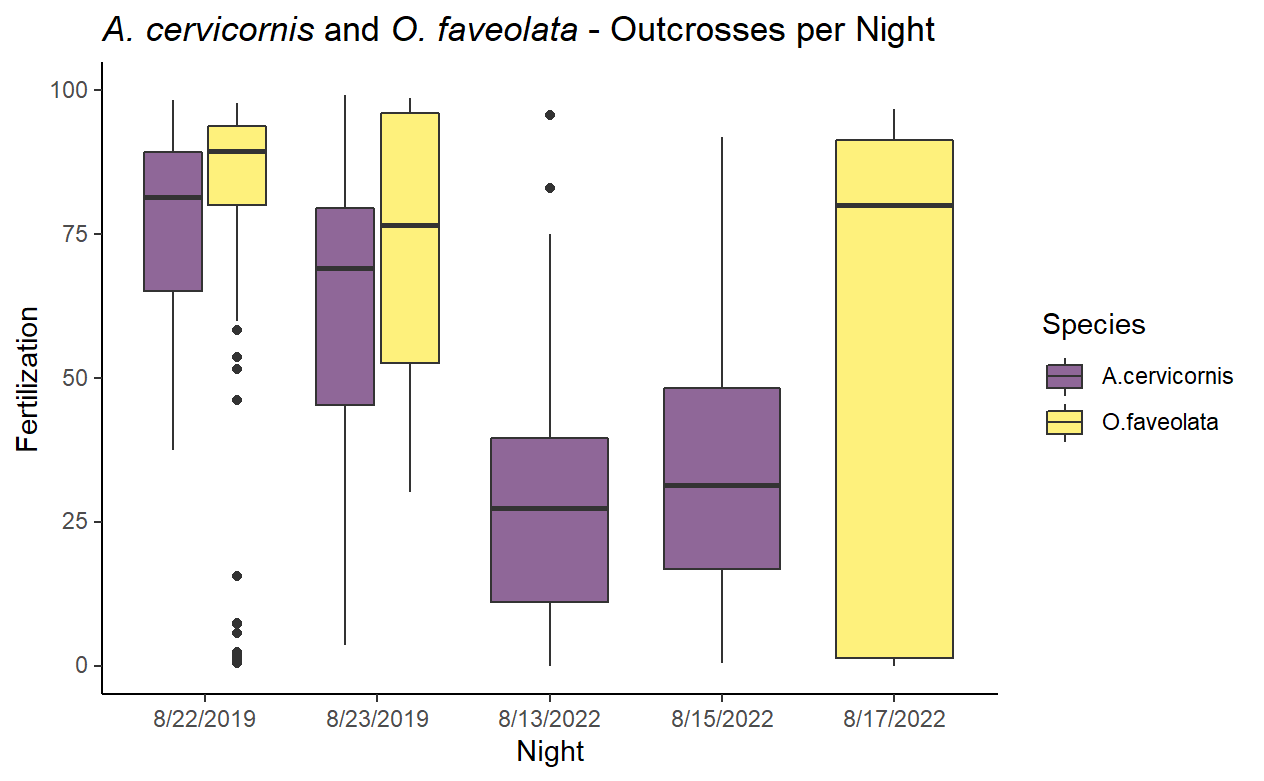 A. cervicornis and O. faveolata - Outcrosses per Night
Fertilization
100
75
50
25
0
8/22/2019 8/23/2019 8/13/2022 8/15/2022 8/17/2022
Night
Species
A.cervicornis
O.faveolata